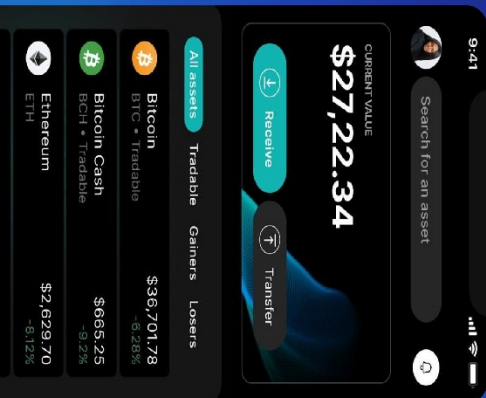 9:41
Search for an asset
CURRENT VALUE
$27,22.34
Receive
Transfer
All assets Tradable Gainers Losers
Bitcoin $36,701.78
BTC • Tradable -6.28%
Bitcoin Cash $665.25
BCH • Tradable -9.2%
Ethereum $2,629.70
ETH -8.12%